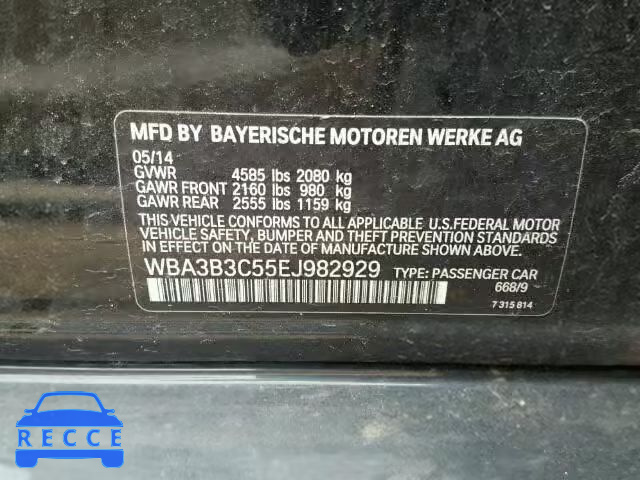 MFD BY BAYERISCHE MOTOREN WERKE AG
05/14
GVWR 4585 lbs 2080 kg
GAWR FRONT 2160 lbs 980 kg
GAWR REAR 2555 lbs 1159 kg
THIS VEHICLE CONFORMS TO ALL APPLICABLE U.S.FEDERAL MOTOR
VEHICLE SAFETY, BUMPER AND THEFT PREVENTION STANDARDS
IN EFFECT ON THE DATE OF MANUFACTURE SHOWN ABOVE.
WBA3B3C55EJ982929 TYPE: PASSENGER CAR
668/9
7 315 814
RECCE